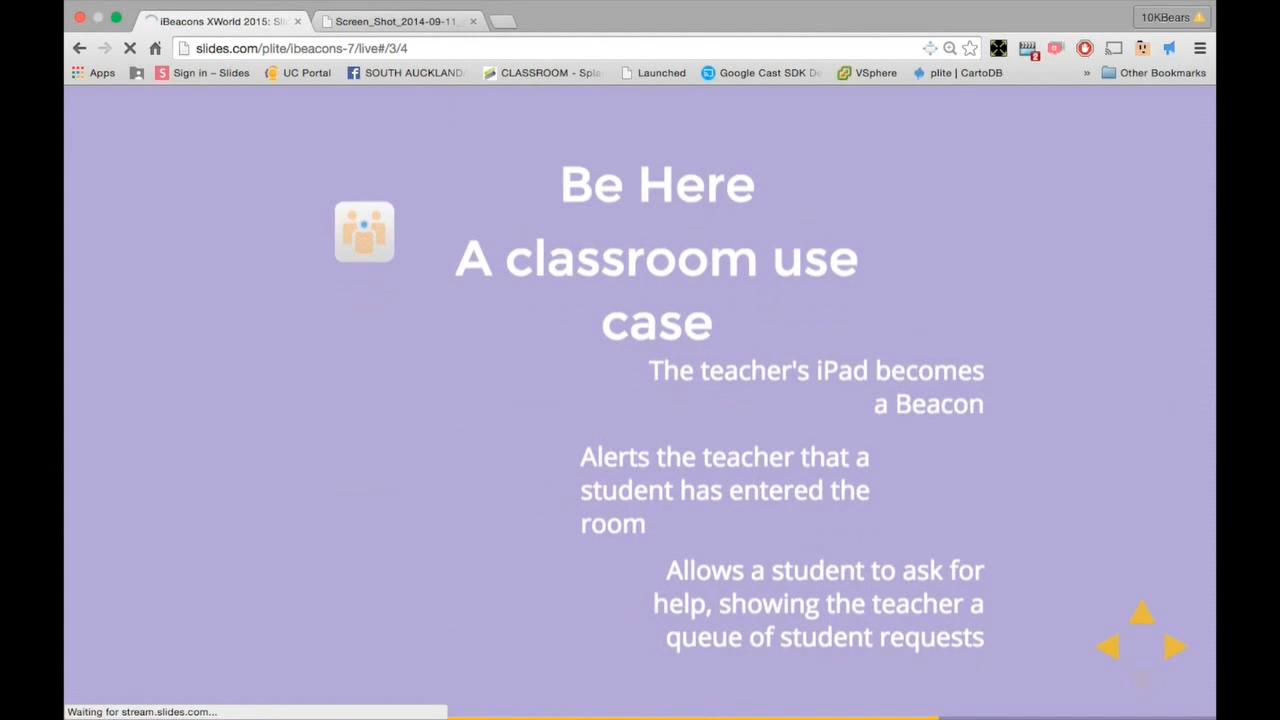 iBeacons XWorld 2015: Sli
Screen_Shot_2014-09-11_
10KBears
slides.com/plite/ibeacons-7/live#/3/4
2
Apps
Sign in – Slides
UC Portal
SOUTH AUCKLAND
CLASSROOM - Spla
Launched
Google Cast SDK De
VSphere
plite | CartoDB
»
Other Bookmarks
Be Here
A classroom use
case
The teacher's iPad becomes
a Beacon
Alerts the teacher that a
student has entered the
room
Allows a student to ask for
help, showing the teacher a
queue of student requests
Waiting for stream.slides.com...